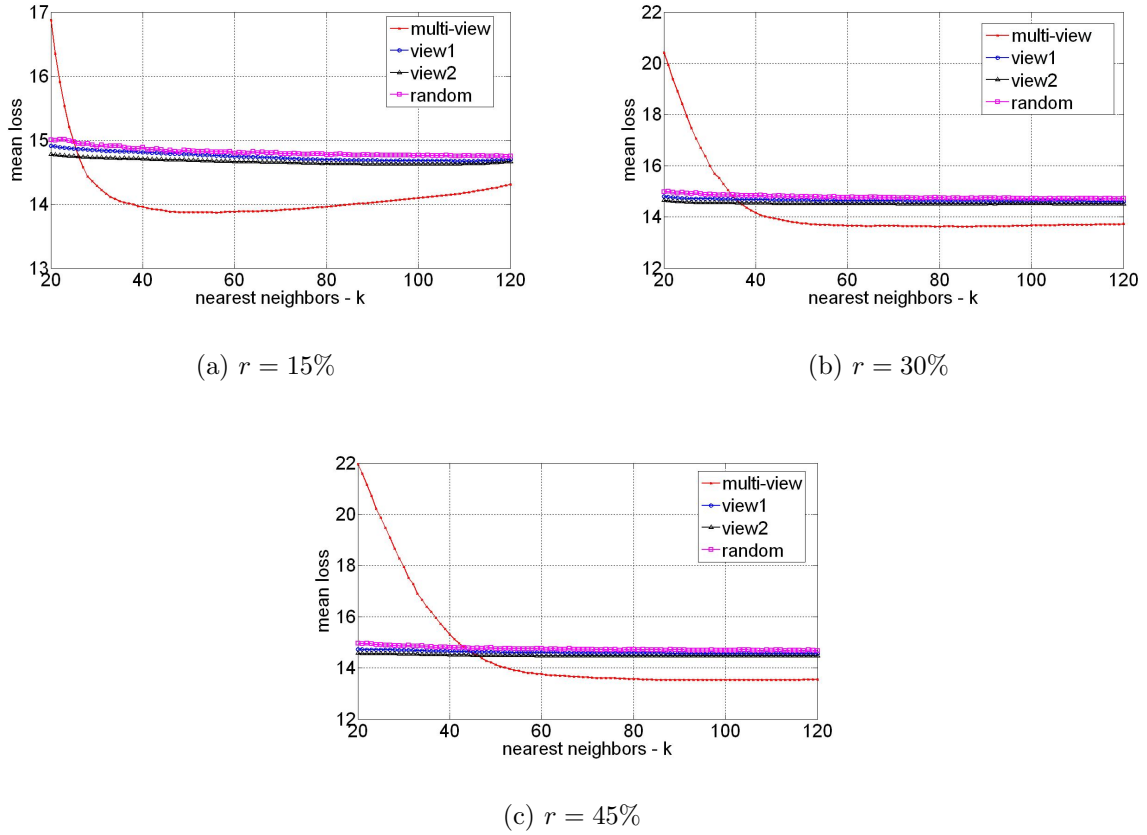 17
16
15
14
13
mean loss
20
40
60
80
100
120
nearest neighbors - k
multi-view
view1
view2
random
(a) r = 15%
22
20
18
16
14
12
mean loss
20
40
60
80
100
120
nearest neighbors - k
multi-view
view1
view2
random
(b) r = 30%
22
20
18
16
14
12
mean loss
20
40
60
80
100
120
nearest neighbors - k
multi-view
view1
view2
random
(c) r = 45%